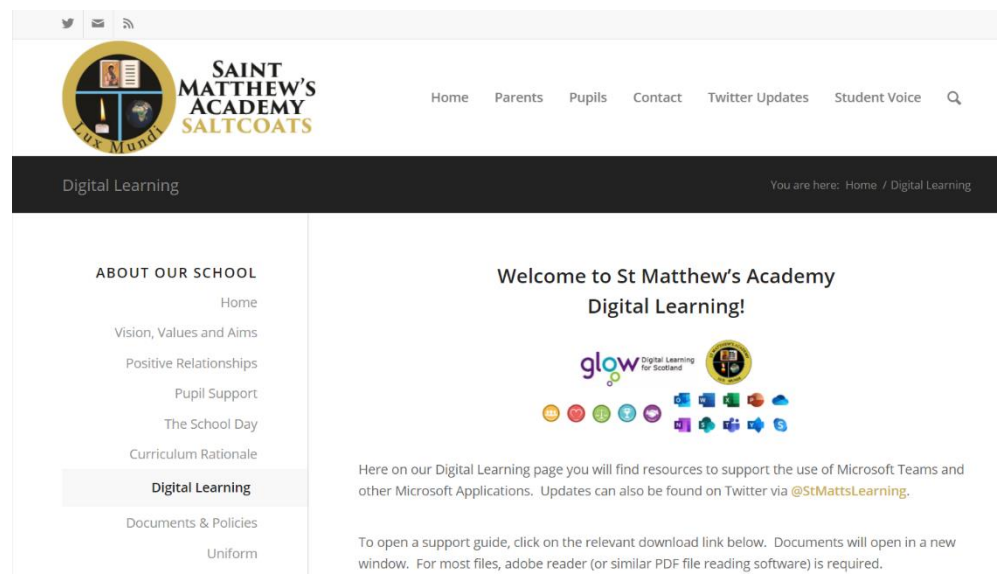 SAINT
MATTHEW'S
ACADEMY
SALTCOATS
Lux Mundi
Home Parents Pupils Contact Twitter Updates Student Voice
Digital Learning
You are here: Home / Digital Learning
ABOUT OUR SCHOOL
Home
Vision, Values and Aims
Positive Relationships
Pupil Support
The School Day
Curriculum Rationale
Digital Learning
Documents & Policies
Uniform
Welcome to St Matthew's Academy
Digital Learning!
glow Digital Learning
for Scotland
Here on our Digital Learning page you will find resources to support the use of Microsoft Teams and
other Microsoft Applications. Updates can also be found on Twitter via @StMattsLearning.
To open a support guide, click on the relevant download link below. Documents will open in a new
window. For most files, adobe reader (or similar PDF file reading software) is required.